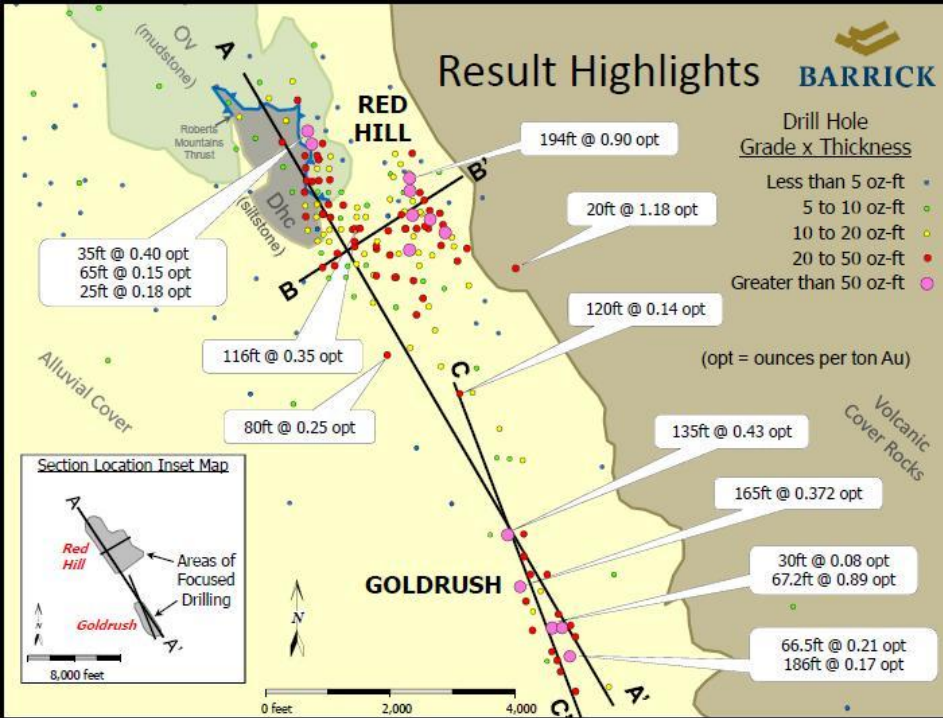 Result Highlights
BARRICK
Drill Hole
Grade x Thickness
Less than 5 oz-ft
5 to 10 oz-ft
10 to 20 oz-ft
20 to 50 oz-ft
Greater than 50 oz-ft
(opt = ounces per ton Au)
Ov
(mudstone)
A
Roberts
Mountains
Thrust
RED
HILL
Dhc
(siltstone)
194ft @ 0.90 opt
B'
20ft @ 1.18 opt
35ft @ 0.40 opt
65ft @ 0.15 opt
25ft @ 0.18 opt
B
120ft @ 0.14 opt
116ft @ 0.35 opt
Alluvial Cover
C
80ft @ 0.25 opt
Volcanic
Cover Rocks
135ft @ 0.43 opt
165ft @ 0.372 opt
GOLDRUSH
30ft @ 0.08 opt
67.2ft @ 0.89 opt
66.5ft @ 0.21 opt
186ft @ 0.17 opt
A'
C'
N
0 feet
2,000
4,000
Section Location Inset Map
A
Red
Hill
Areas of
Focused
Drilling
Goldrush
A'
N
8,000 feet